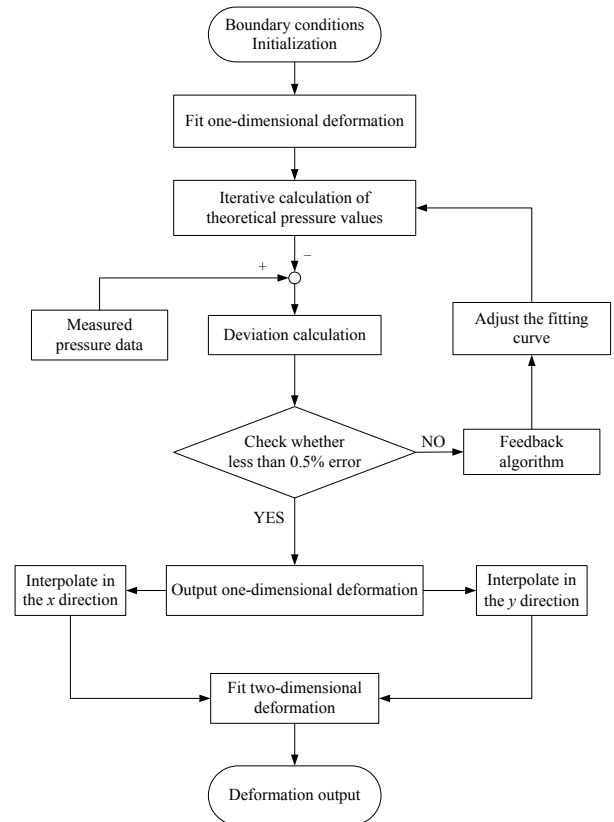 Boundary conditions
Initialization
Fit one-dimensional deformation
Iterative calculation of
theoretical pressure values
+
−
Measured
pressure data
Deviation calculation
Adjust the fitting
curve
Check whether
less than 0.5% error
NO
Feedback
algorithm
YES
Interpolate in
the x direction
Output one-dimensional deformation
Interpolate in
the y direction
Fit two-dimensional
deformation
Deformation output